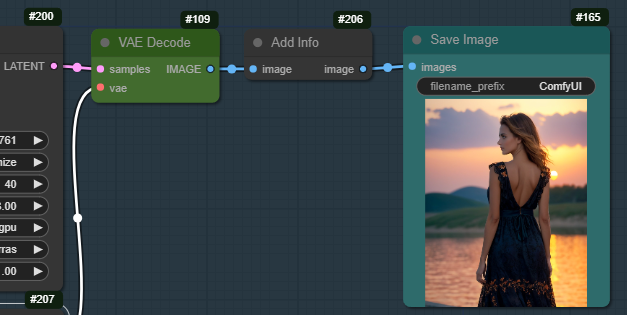 #200
#109
#206
#165
VAE Decode
Add Info
Save Image
LATENT
samples
IMAGE
image
image
images
vae
filename_prefix
ComfyUI
761
nize
40
.00
gpu
rras
.00
#207